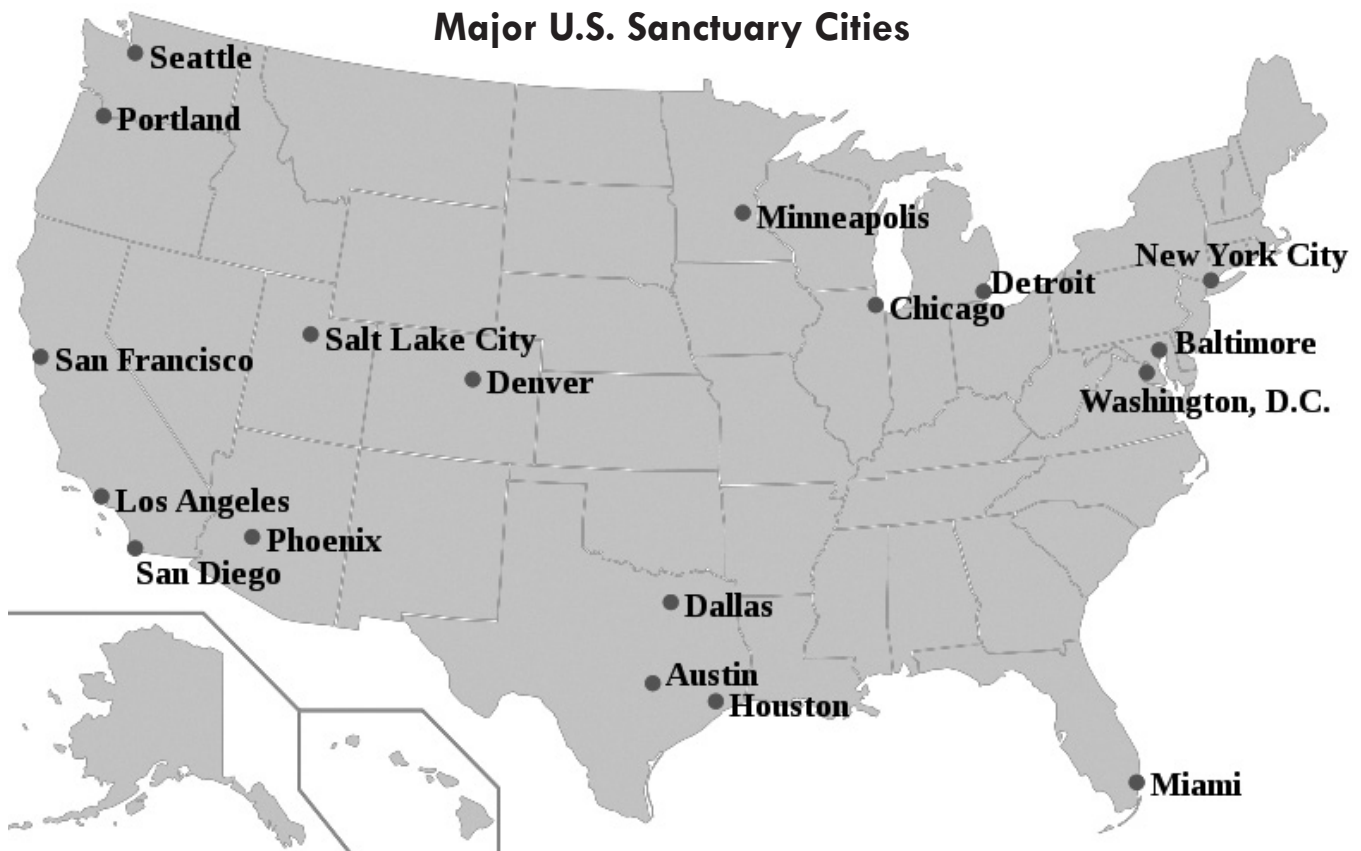 Major U.S. Sanctuary Cities
Seattle
Portland
Minneapolis
New York City
Detroit
Chicago
Salt Lake City
Baltimore
San Francisco
Denver
Washington, D.C.
Los Angeles
Phoenix
San Diego
Dallas
Austin
Houston
Miami